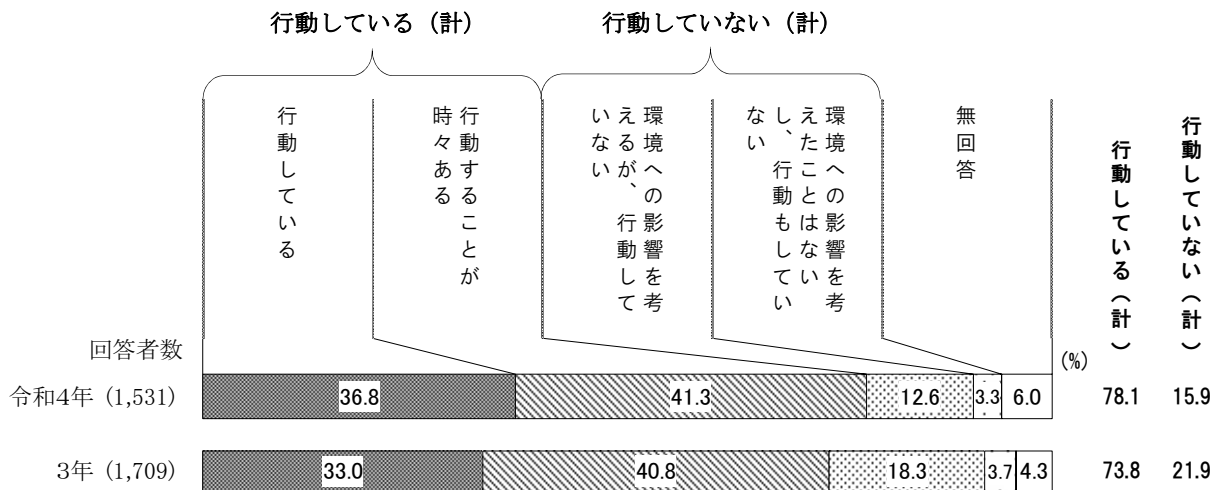 行動している（計）
行動していない（計）
行動している
行動することが
時々ある
環境への影響を考
えるが、行動して
いない
環境への影響を考
えたことはない
し、行動もしてい
ない
無回答
行動している（計）
行動していない（計）
回答者数
(%)
令和4年 (1,531) 36.8 41.3 12.6 3.3 6.0 78.1 15.9
3年 (1,709) 33.0 40.8 18.3 3.7 4.3 73.8 21.9